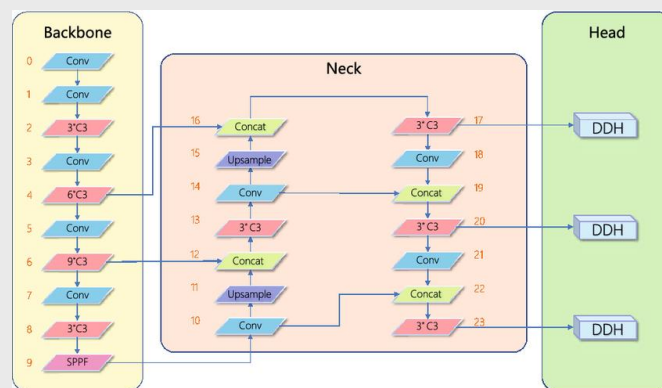 Backbone
0 Conv
1 Conv
2 3*C3
3 Conv
4 6*C3
5 Conv
6 9*C3
7 Conv
8 3*C3
9 SPPF
Neck
16 Concat
15 Upsample
14 Conv
13 3*C3
12 Concat
11 Upsample
10 Conv
3*C3 17
Conv 18
Concat 19
3*C3 20
Conv 21
Concat 22
3*C3 23
Head
DDH
DDH
DDH